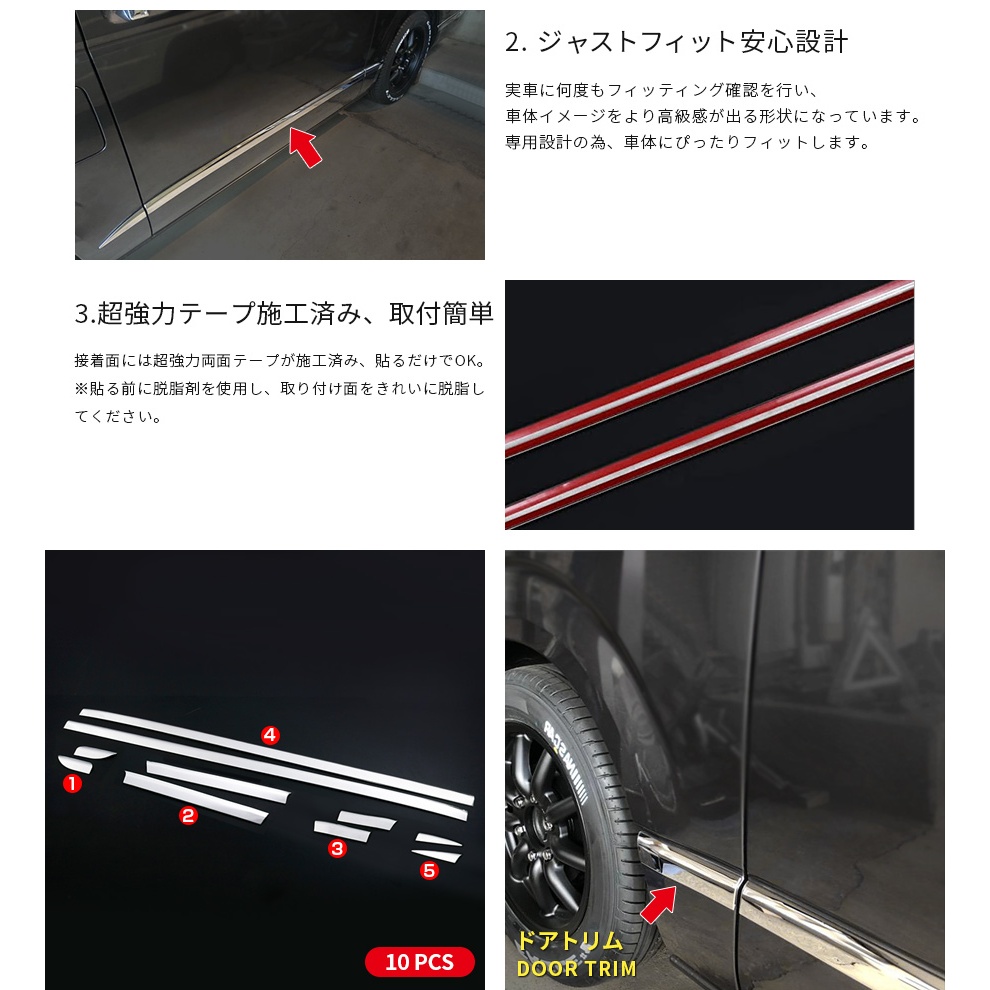 2. ジャストフィット安心設計
実車に何度もフィッティング確認を行い、
車体イメージをより高級感が出る形状になっています。
専用設計の為、車体にぴったりフィットします。
3.超強力テープ施工済み、取付簡単
接着面には超強力両面テープが施工済み、貼るだけでOK。
※貼る前に脱脂剤を使用し、取り付け面をきれいに脱脂し
てください。
4
1
2
3
5
10 PCS
ドアトリム
DOOR TRIM